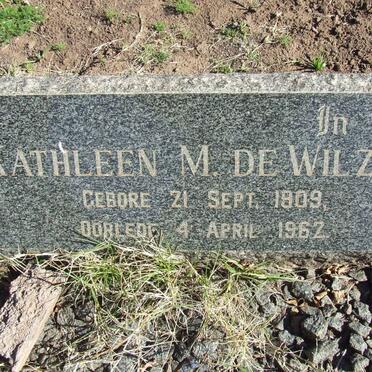 In
KATHLEEN M. DE WILZ
GEBORE 21 SEPT. 1909,
OORLEDE 4 APRIL 1962